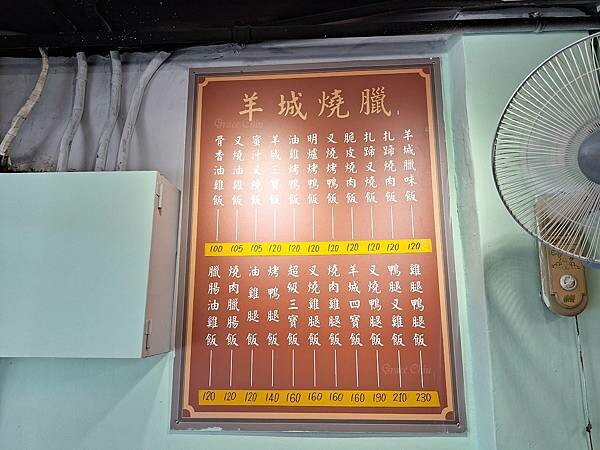 羊城燒臘
羊城臘味飯 120
扎蹄燒肉飯 120
扎蹄叉燒飯 120
脆皮燒肉飯 120
叉燒烤鴨飯 120
明爐烤鴨飯 120
油雞烤鴨飯 120
羊城三寶飯 120
蜜汁叉燒飯 105
叉燒油雞飯 105
骨香油雞飯 100
雞腿鴨腿飯 230
鴨腿叉雞飯 210
叉燒鴨腿飯 190
羊城四寶飯 160
燒肉雞腿飯 160
叉燒雞腿飯 160
超級三寶飯 160
烤鴨腿飯 140
油雞腿飯 120
燒肉臘腸飯 120
臘腸油雞飯 120
Grace Chiu
Grace Chiu